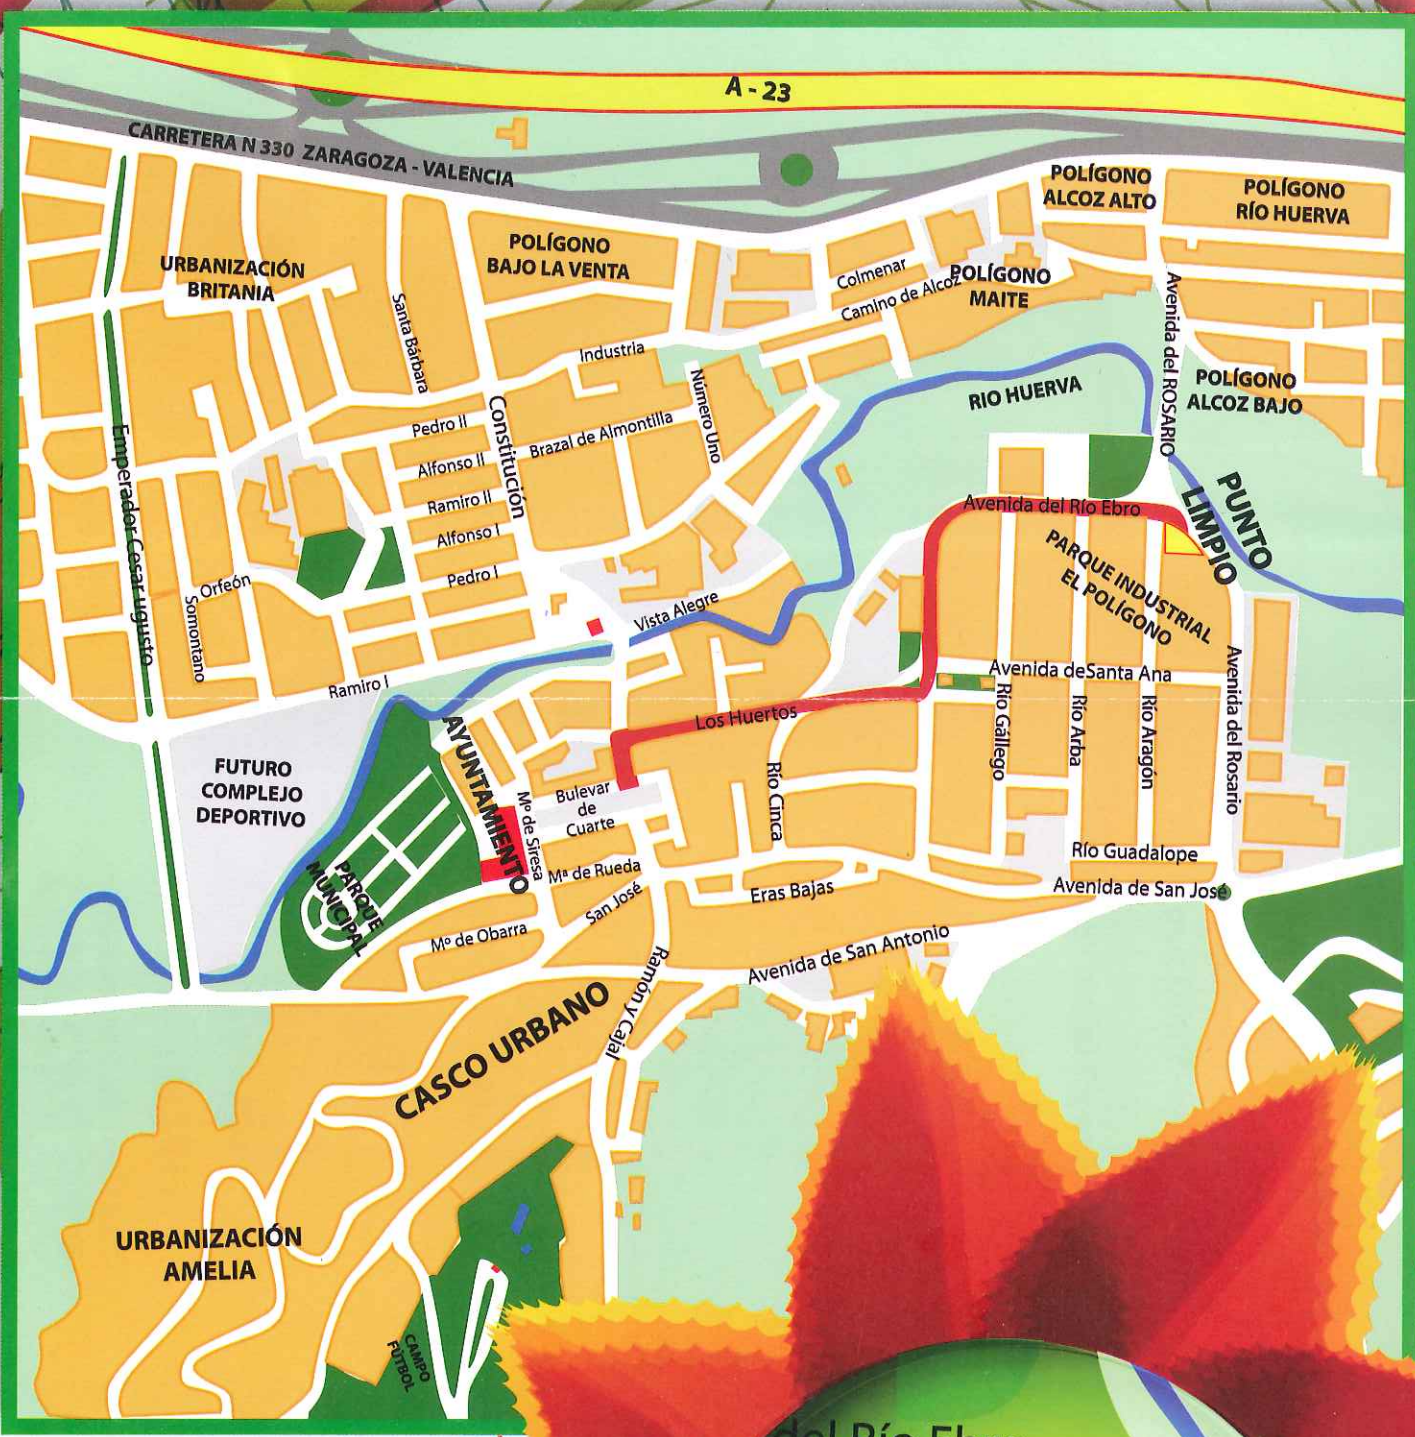 A - 23
CARRETERA N 330 ZARAGOZA - VALENCIA
POLÍGONO
ALCOZ ALTO
POLÍGONO
RÍO HUERVA
URBANIZACIÓN
BRITANIA
POLÍGONO
BAJO LA VENTA
Colmenar
Camino de Alcoz
POLÍGONO
MAITE
Avenida del ROSARIO
Santa Bárbara
Industria
Número Uno
RIO HUERVA
POLÍGONO
ALCOZ BAJO
Emperador Cesar ugusto
Pedro II
Constitución
Brazal de Almontilla
Alfonso II
Ramiro II
Alfonso I
Pedro I
Avenida del Río Ebro
PUNTO
LIMPIO
PARQUE INDUSTRIAL
EL POLÍGONO
Orfeón
Somontano
Vista Alegre
Ramiro I
Avenida deSanta Ana
Avenida del Rosario
Río Gállego
Río Arba
Río Aragón
Los Huertos
AYUNTAMIENTO
FUTURO
COMPLEJO
DEPORTIVO
Bulevar
de
Cuarte
Mº de Siresa
Río Cinca
Mª de Rueda
Río Guadalope
Avenida de San José
PARQUE
MUNICIPAL
San José
Eras Bajas
Mº de Obarra
Avenida de San Antonio
Ramón y Cajal
CASCO URBANO
URBANIZACIÓN
AMELIA
CAMPO
FÚTBOL
del Río Ebro